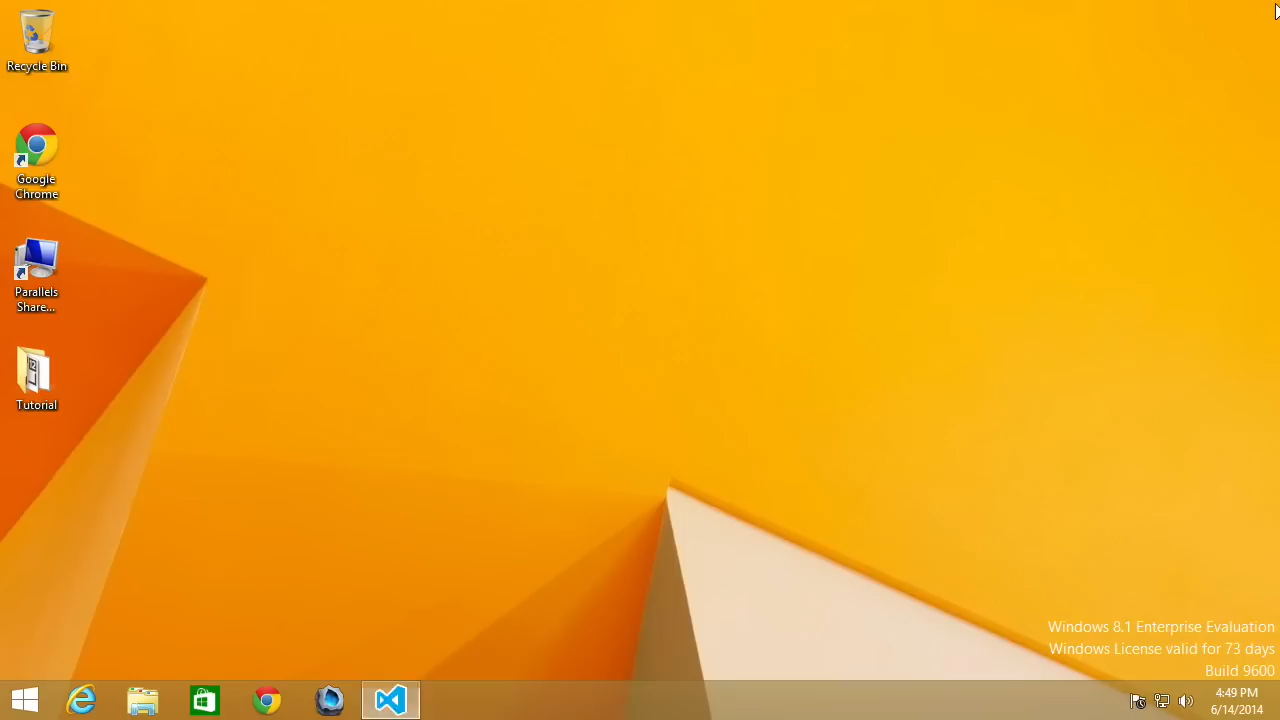 Recycle Bin
Google
Chrome
Parallels
Share...
Tutorial
Windows 8.1 Enterprise Evaluation
Windows License valid for 73 days
Build 9600
4:49 PM
6/14/2014